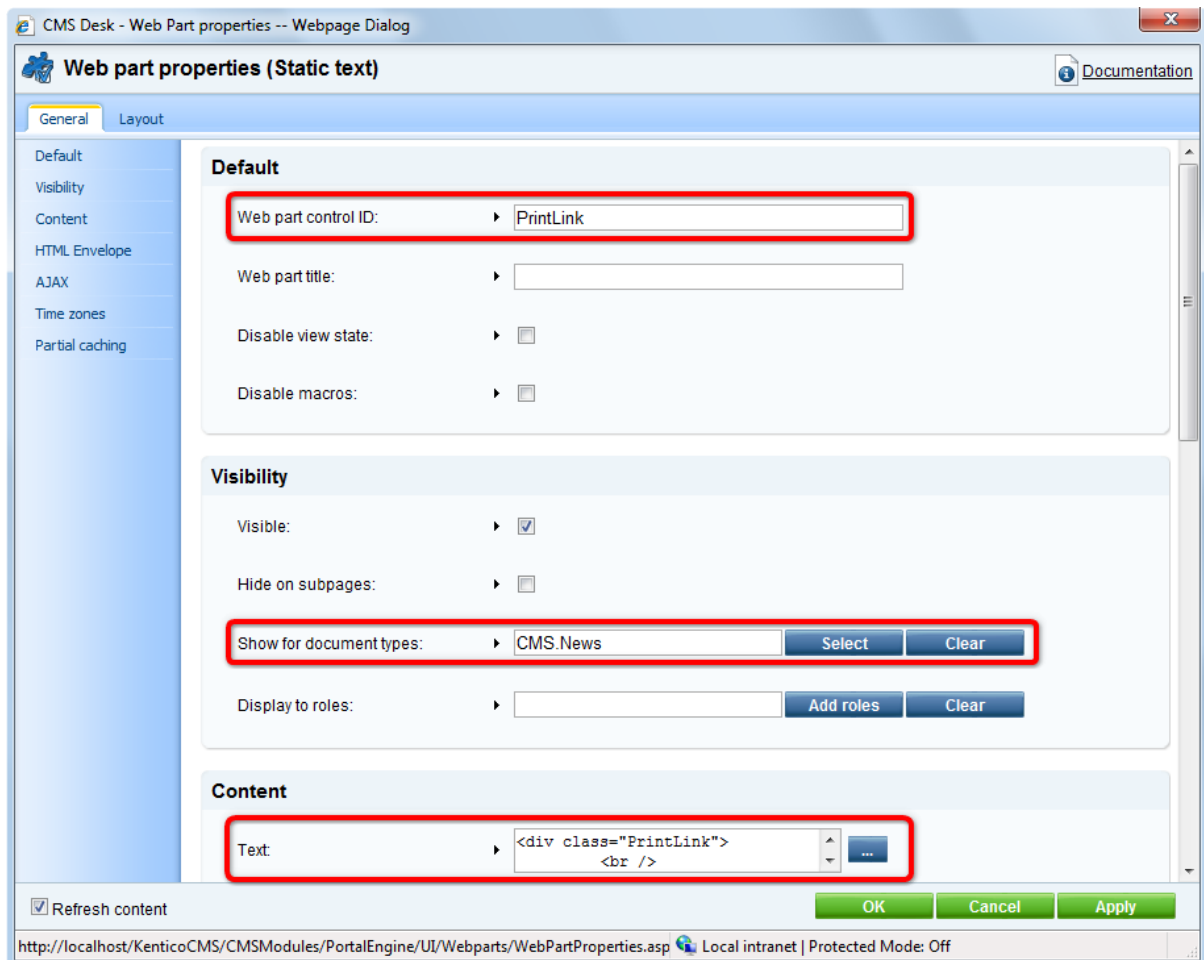 CMS Desk - Web Part properties -- Webpage Dialog
Web part properties (Static text)
Documentation
General Layout
Default
Visibility
Content
HTML Envelope
AJAX
Time zones
Partial caching
Default
Web part control ID: PrintLink
Web part title:
Disable view state:
Disable macros:
Visibility
Visible:
Hide on subpages:
Show for document types: CMS.News Select Clear
Display to roles: Add roles Clear
Content
Text: <div class="PrintLink">
<br />
...
Refresh content OK Cancel Apply
http://localhost/KenticoCMS/CMSModules/PortalEngine/UI/Webparts/WebPartProperties.asp Local intranet | Protected Mode: Off